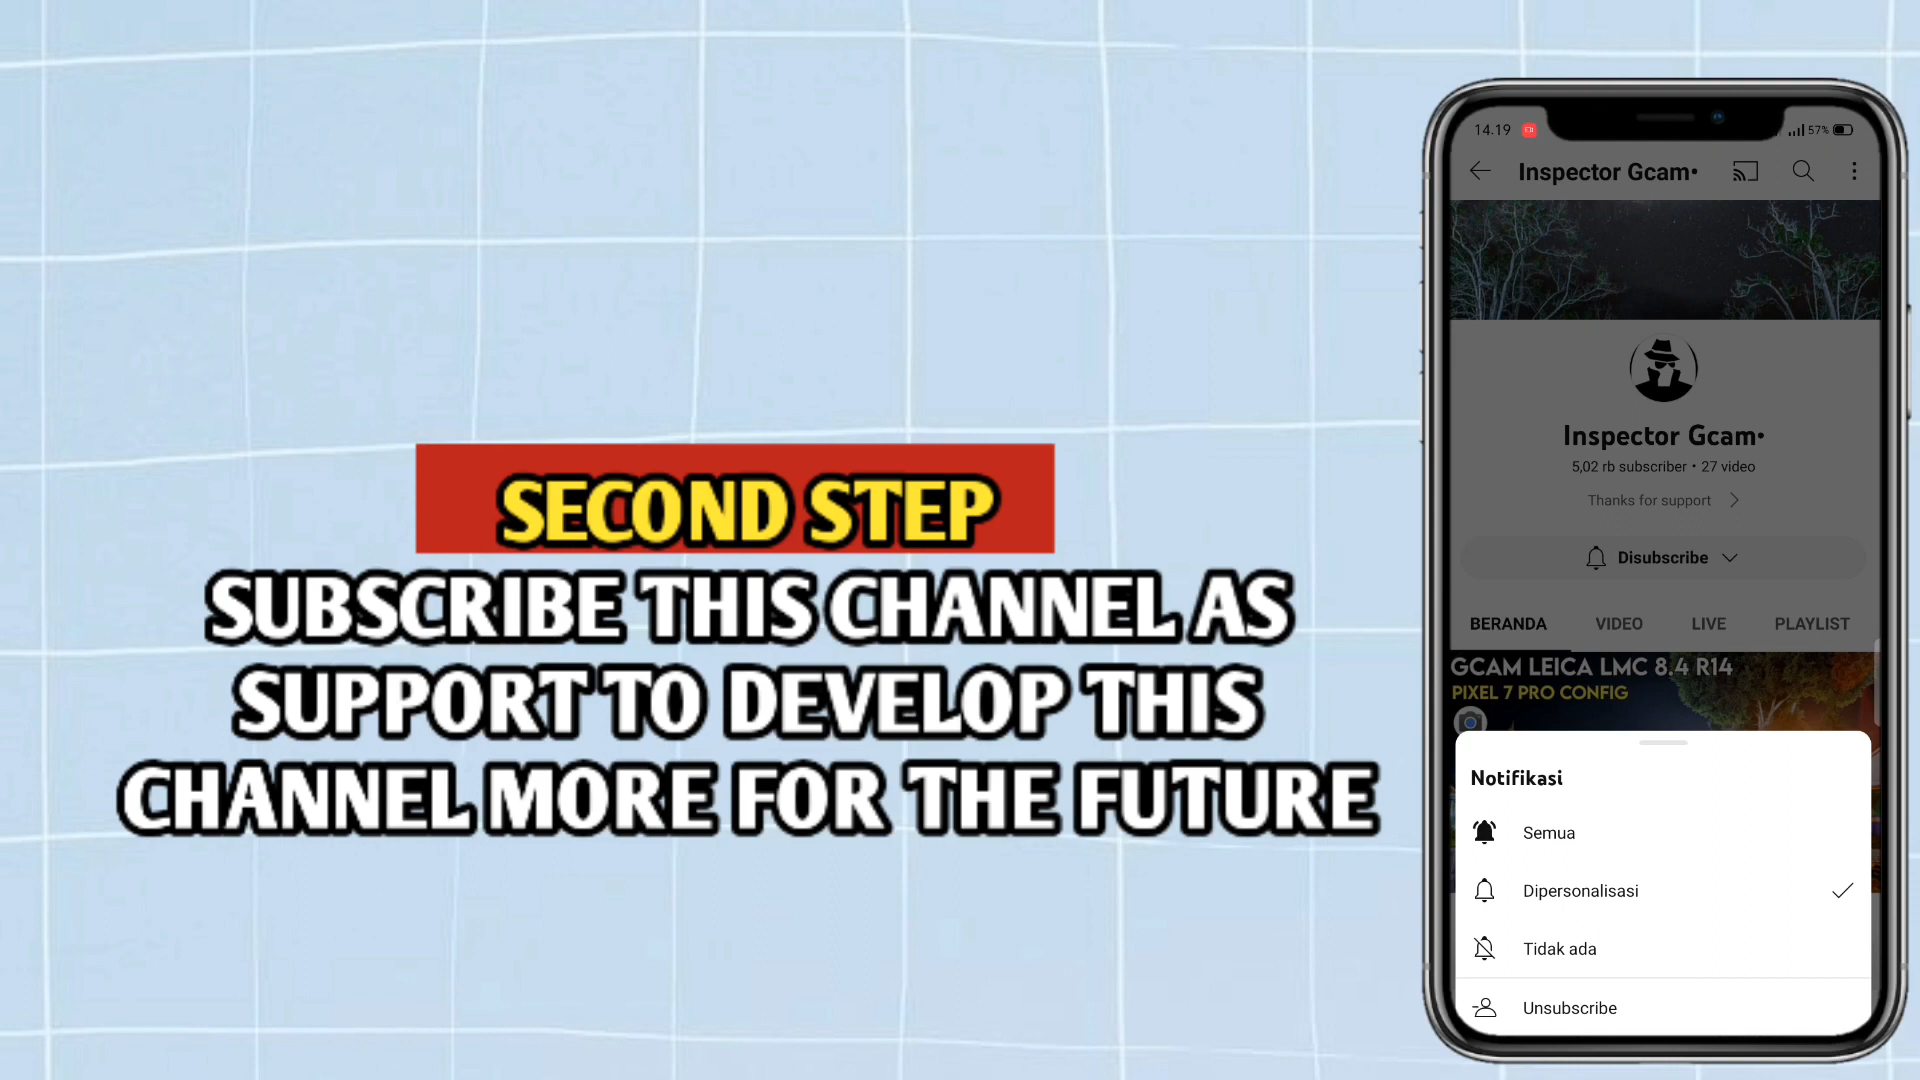 SECOND STEP
SUBSCRIBE THIS CHANNEL AS
SUPPORT TO DEVELOP THIS
CHANNEL MORE FOR THE FUTURE
14.19
57%
Inspector Gcam•
Inspector Gcam•
5,02 rb subscriber • 27 video
Thanks for support
Disubscribe
BERANDA VIDEO LIVE PLAYLIST
GCAM LEICA LMC 8.4 R14
PIXEL 7 PRO CONFIG
Notifikasi
Semua
Dipersonalisasi
Tidak ada
Unsubscribe